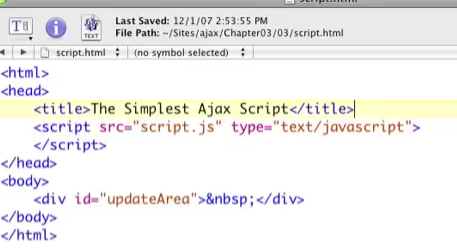 script.html
Last Saved: 12/1/07 2:53:55 PM
File Path: ~/Sites/ajax/Chapter03/03/script.html
T
i
TEXT
script.html
(no symbol selected)
<html>
<head>
<title>The Simplest Ajax Script</title>
<script src="script.js" type="text/javascript">
</script>
</head>
<body>
<div id="updateArea">&nbsp;</div>
</body>
</html>